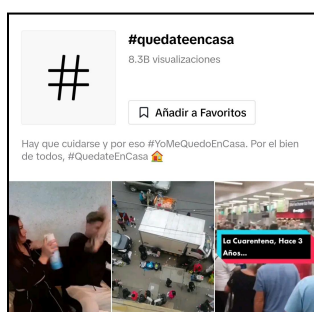 #
#quedateencasa
8.3B visualizaciones
Añadir a Favoritos
Hay que cuidarse y por eso #YoMeQuedoEnCasa. Por el bien
de todos, #QuedateEnCasa 🏠
La Cuarentena, Hace 3
Años...